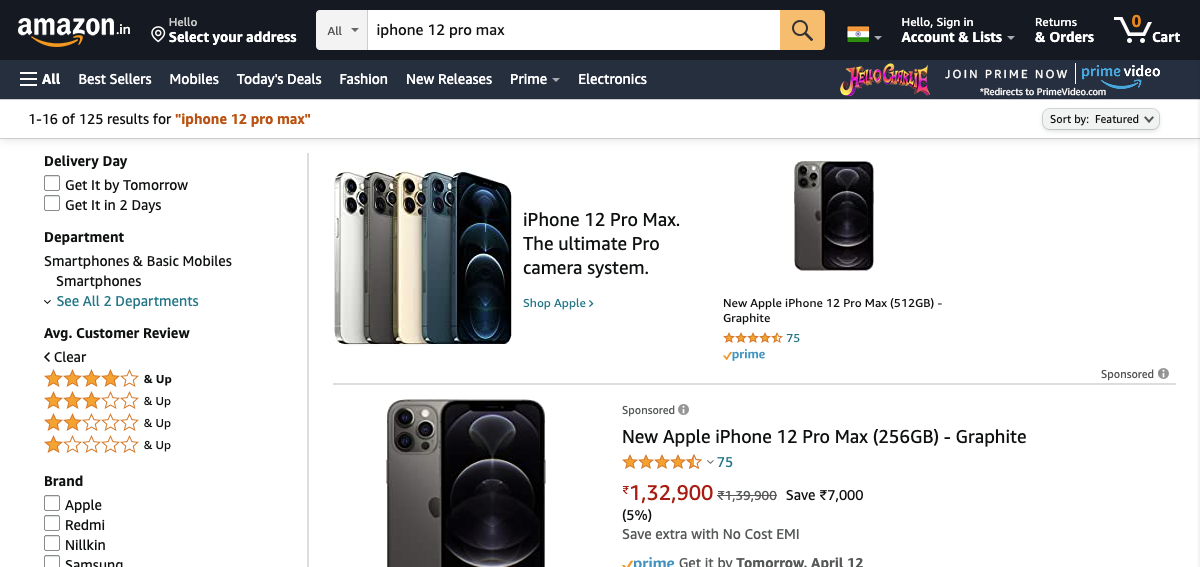 amazon.in
Hello
Select your address
All
iphone 12 pro max
Hello, Sign in
Account & Lists
Returns
& Orders
0
Cart
All
Best Sellers
Mobiles
Today's Deals
Fashion
New Releases
Prime
Electronics
HELLO CHARLIE
JOIN PRIME NOW
prime video
*Redirects to PrimeVideo.com
1-16 of 125 results for "iphone 12 pro max"
Sort by: Featured
Delivery Day
Get It by Tomorrow
Get It in 2 Days
Department
Smartphones & Basic Mobiles
Smartphones
See All 2 Departments
Avg. Customer Review
Clear
& Up
& Up
& Up
& Up
Brand
Apple
Redmi
Nillkin
Samsung
iPhone 12 Pro Max.
The ultimate Pro
camera system.
Shop Apple ›
New Apple iPhone 12 Pro Max (512GB) -
Graphite
75
prime
Sponsored
Sponsored
New Apple iPhone 12 Pro Max (256GB) - Graphite
75
₹1,32,900 ₹1,39,900 Save ₹7,000
(5%)
Save extra with No Cost EMI
prime Get it by Tomorrow, April 12